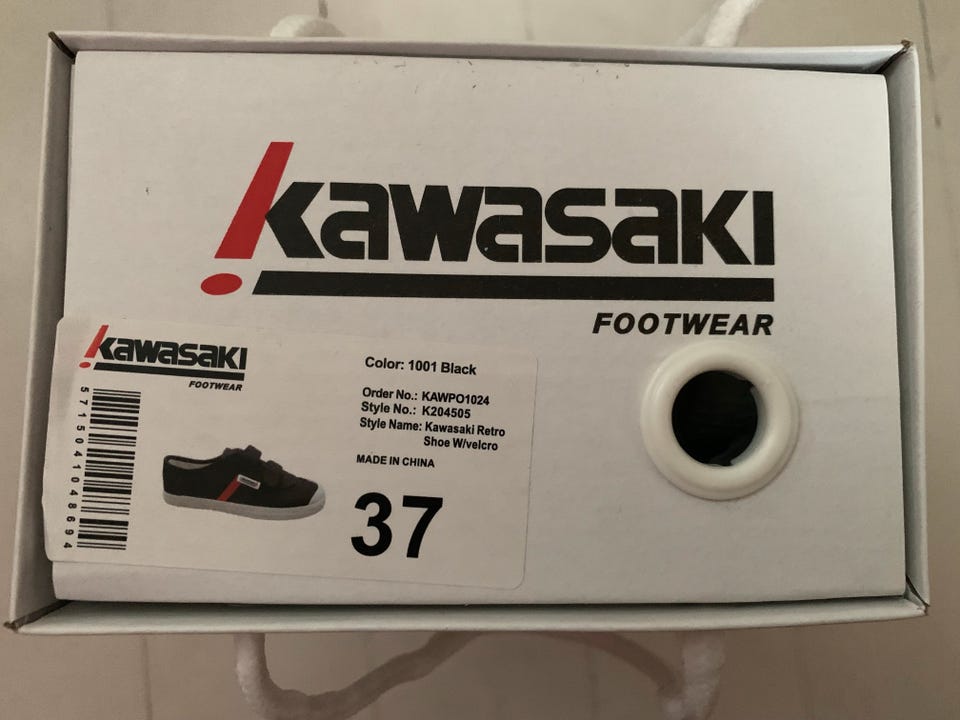 Kawasaki
FOOTWEAR
Kawasaki
FOOTWEAR
5715041048694
Color: 1001 Black
Order No.: KAWPO1024
Style No.: K204505
Style Name: Kawasaki Retro
Shoe W/velcro
MADE IN CHINA
37